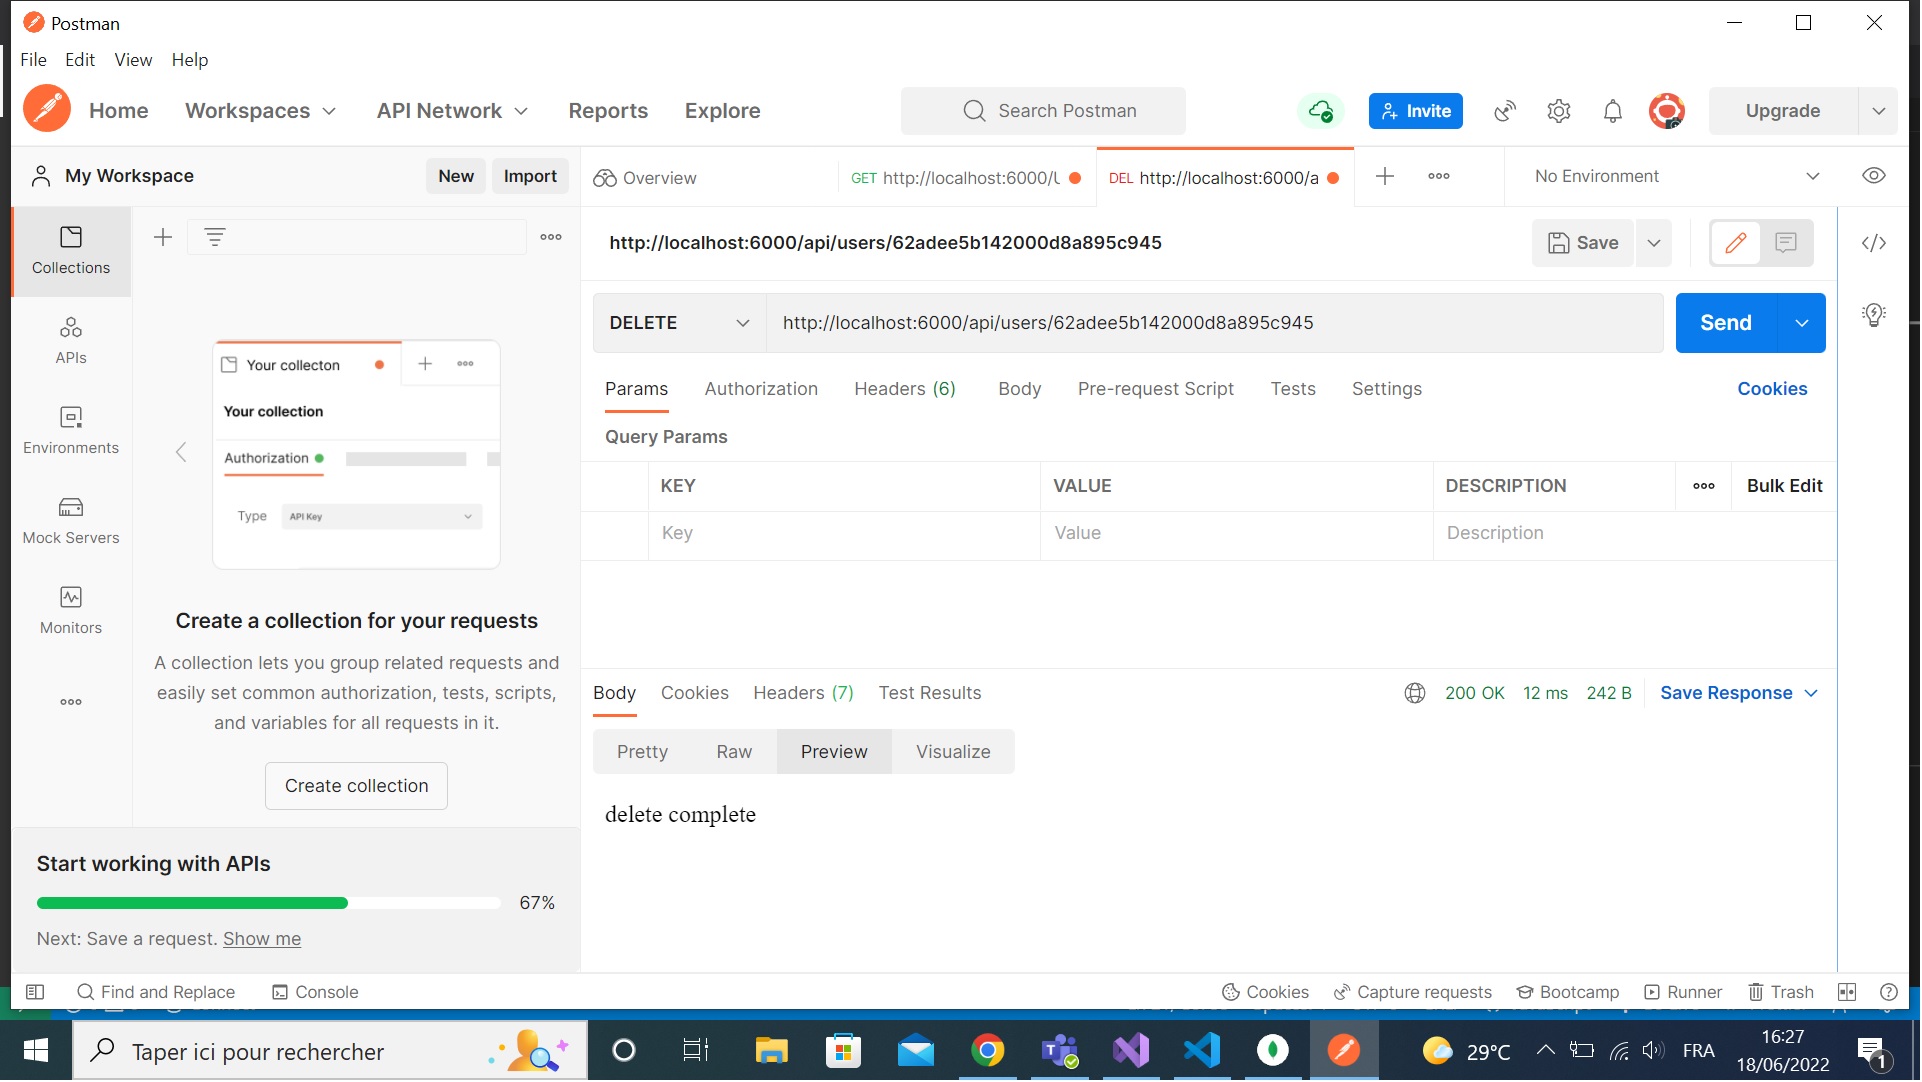 Postman
File Edit View Help
Home Workspaces API Network Reports Explore Search Postman Invite Upgrade
My Workspace New Import Overview GET http://localhost:6000/U DEL http://localhost:6000/a No Environment
http://localhost:6000/api/users/62adee5b142000d8a895c945 Save
Collections
APIs
Environments
Mock Servers
Monitors
Your collecton
Your collection
Authorization
Type API Key
Create a collection for your requests
A collection lets you group related requests and
easily set common authorization, tests, scripts,
and variables for all requests in it.
Create collection
Start working with APIs
67%
Next: Save a request. Show me
DELETE http://localhost:6000/api/users/62adee5b142000d8a895c945 Send
Params Authorization Headers (6) Body Pre-request Script Tests Settings Cookies
Query Params
KEY VALUE DESCRIPTION Bulk Edit
Key Value Description
Body Cookies Headers (7) Test Results 200 OK 12 ms 242 B Save Response
Pretty Raw Preview Visualize
delete complete
Find and Replace Console Cookies Capture requests Bootcamp Runner Trash
Taper ici pour rechercher 29°C FRA 16:27
18/06/2022 1